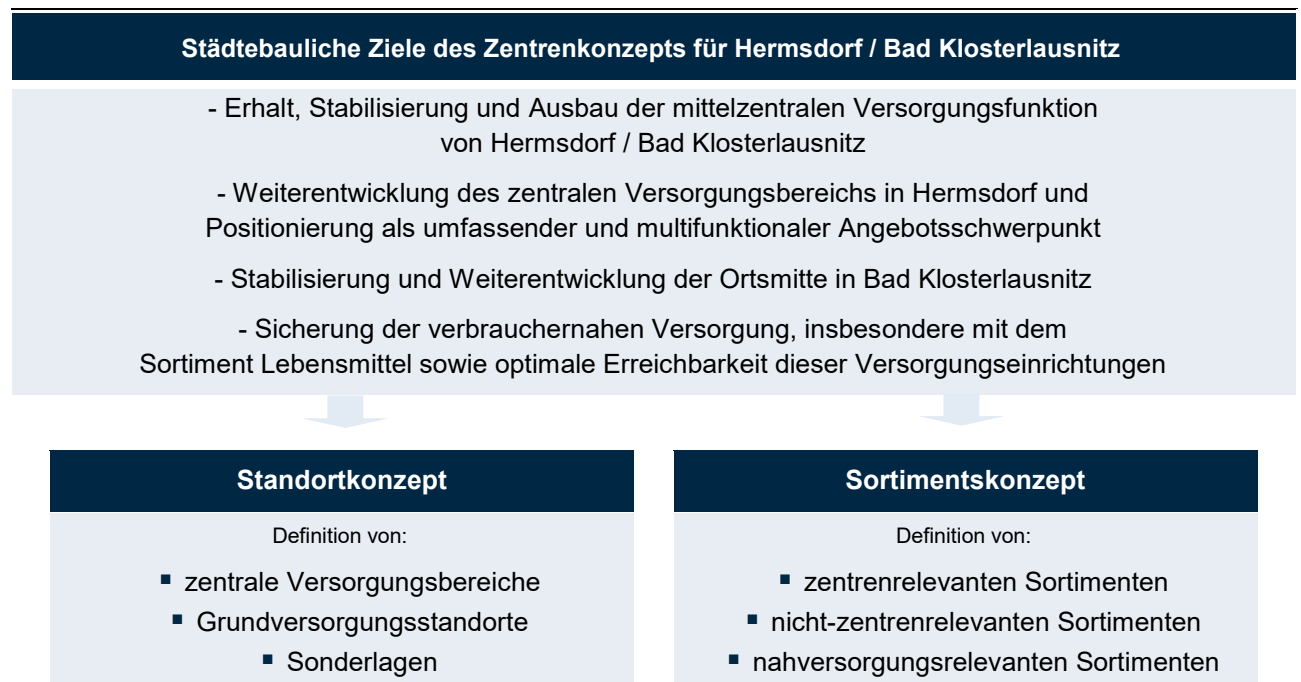 Städtebauliche Ziele des Zentrenkonzepts für Hermsdorf / Bad Klosterlausnitz
- Erhalt, Stabilisierung und Ausbau der mittelzentralen Versorgungsfunktion
von Hermsdorf / Bad Klosterlausnitz
- Weiterentwicklung des zentralen Versorgungsbereichs in Hermsdorf und
Positionierung als umfassender und multifunktionaler Angebotsschwerpunkt
- Stabilisierung und Weiterentwicklung der Ortsmitte in Bad Klosterlausnitz
- Sicherung der verbrauchernahen Versorgung, insbesondere mit dem
Sortiment Lebensmittel sowie optimale Erreichbarkeit dieser Versorgungseinrichtungen
Standortkonzept
Definition von:
▪ zentrale Versorgungsbereiche
▪ Grundversorgungsstandorte
▪ Sonderlagen
Sortimentskonzept
Definition von:
▪ zentrenrelevanten Sortimenten
▪ nicht-zentrenrelevanten Sortimenten
▪ nahversorgungsrelevanten Sortimenten